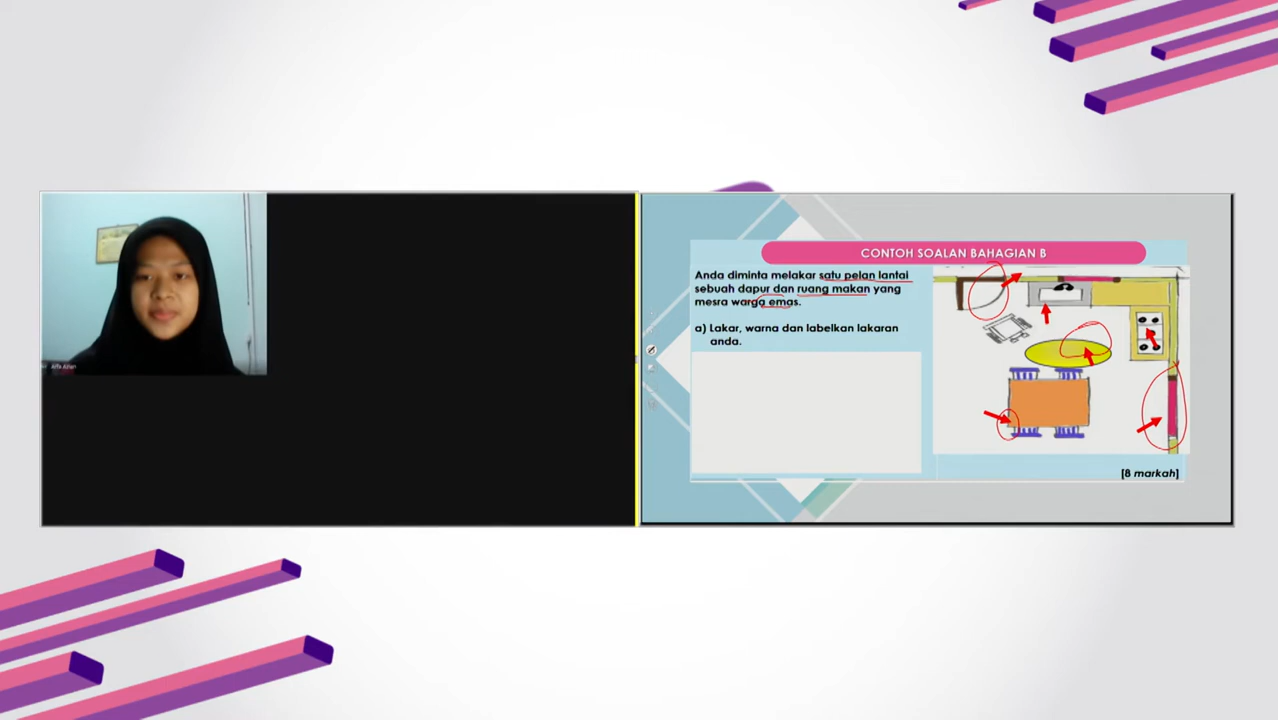 CONTOH SOALAN BAHAGIAN B
Anda diminta melakar satu pelan lantai
sebuah dapur dan ruang makan yang
mesra warga emas.
a) Lakar, warna dan labelkan lakaran
anda.
[8 markah]